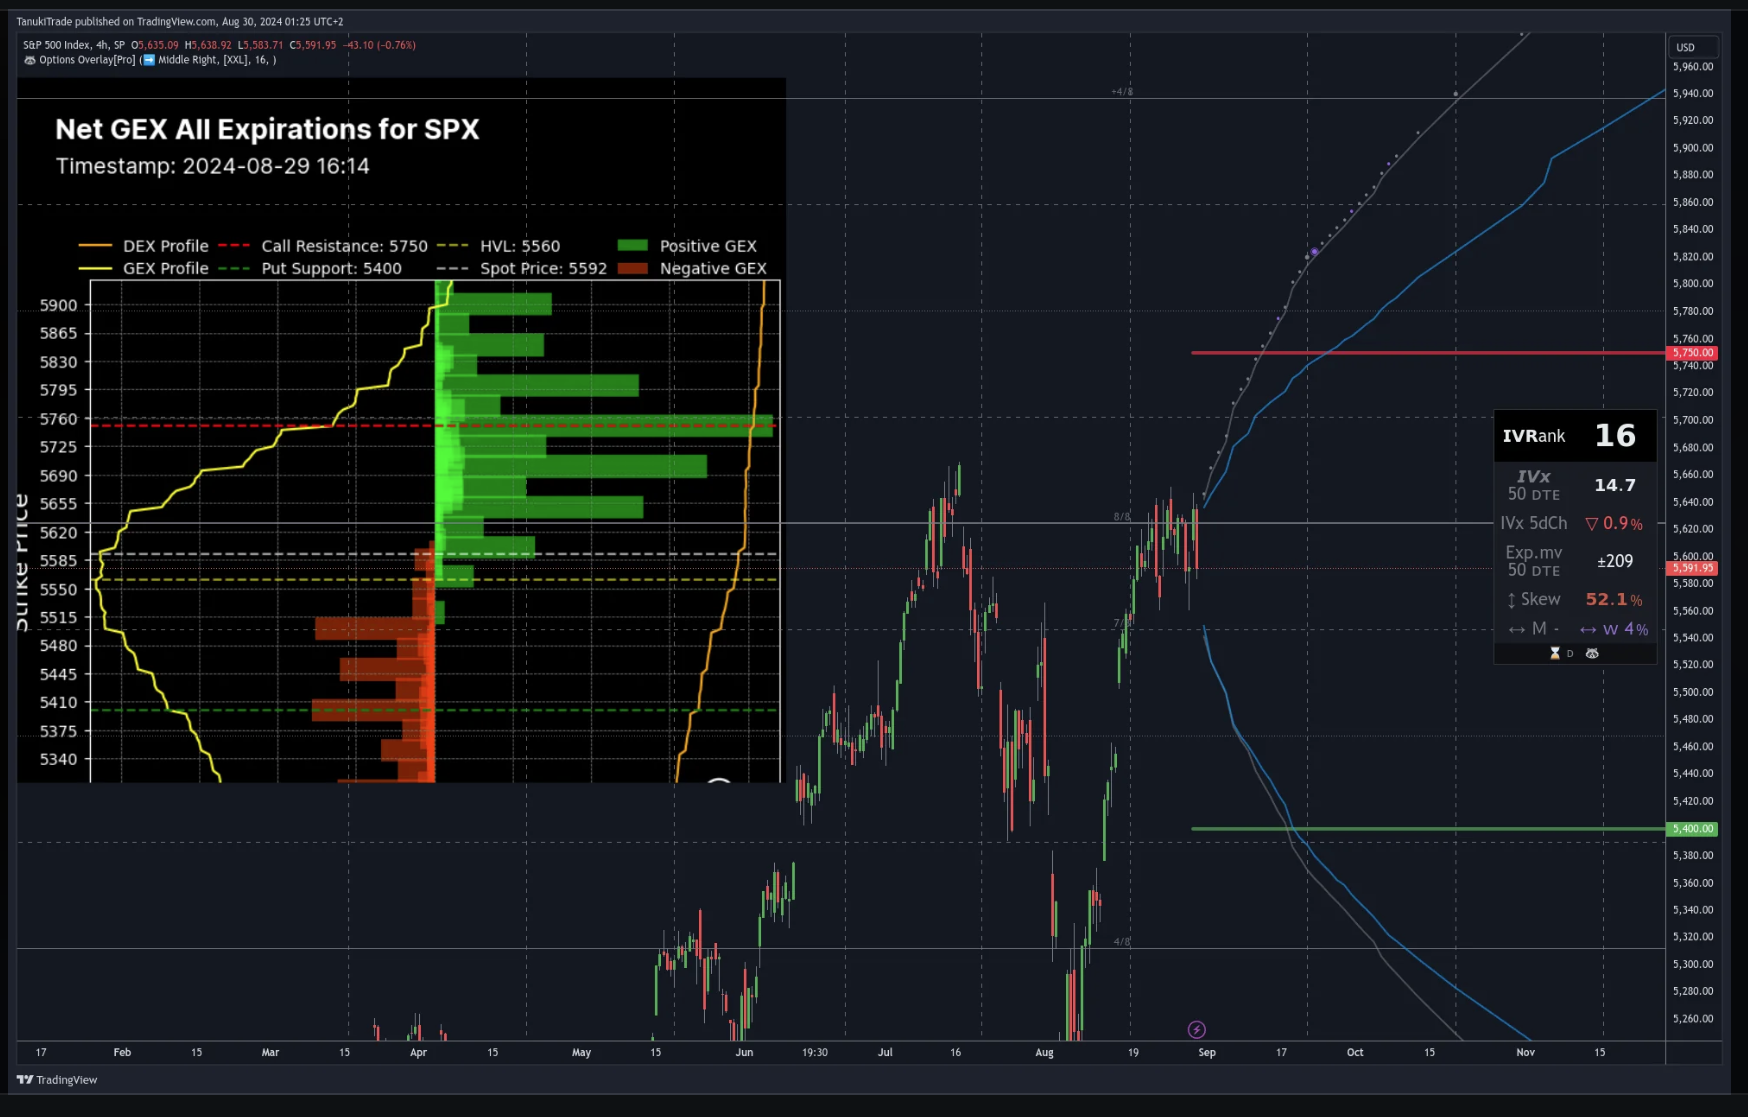 TanukiTrade published on TradingView.com, Aug 30, 2024 01:25 UTC+2
S&P 500 Index, 4h, SP O5,635.09 H5,638.92 L5,583.71 C5,591.95 −43.10 (−0.76%)
🦝 Options Overlay[Pro] (➡️ Middle Right, [XXL], 16, )
USD
Net GEX All Expirations for SPX
Timestamp: 2024-08-29 16:14
DEX Profile
Call Resistance: 5750
HVL: 5560
Positive GEX
GEX Profile
Put Support: 5400
Spot Price: 5592
Negative GEX
Strike Price
5900
5865
5830
5795
5760
5725
5690
5655
5620
5585
5550
5515
5480
5445
5410
5375
5340
+4/8
8/8
7/
4/8
5,960.00
5,940.00
5,920.00
5,900.00
5,880.00
5,860.00
5,840.00
5,820.00
5,800.00
5,780.00
5,760.00
5,750.00
5,740.00
5,720.00
5,700.00
5,680.00
5,660.00
5,640.00
5,620.00
5,600.00
5,591.95
5,580.00
5,560.00
5,540.00
5,520.00
5,500.00
5,480.00
5,460.00
5,440.00
5,420.00
5,400.00
5,380.00
5,360.00
5,340.00
5,320.00
5,300.00
5,280.00
5,260.00
IVRank 16
IVx
50 DTE 14.7
IVx 5dCh ▽ 0.9%
Exp.mv
50 DTE ±209
↕ Skew 52.1%
↔ M - ↔ W 4%
⏳ D 🦝
17 Feb 15 Mar 15 Apr 15 May 15 Jun 19:30 Jul 16 Aug 19 Sep 17 Oct 15 Nov 15
TradingView